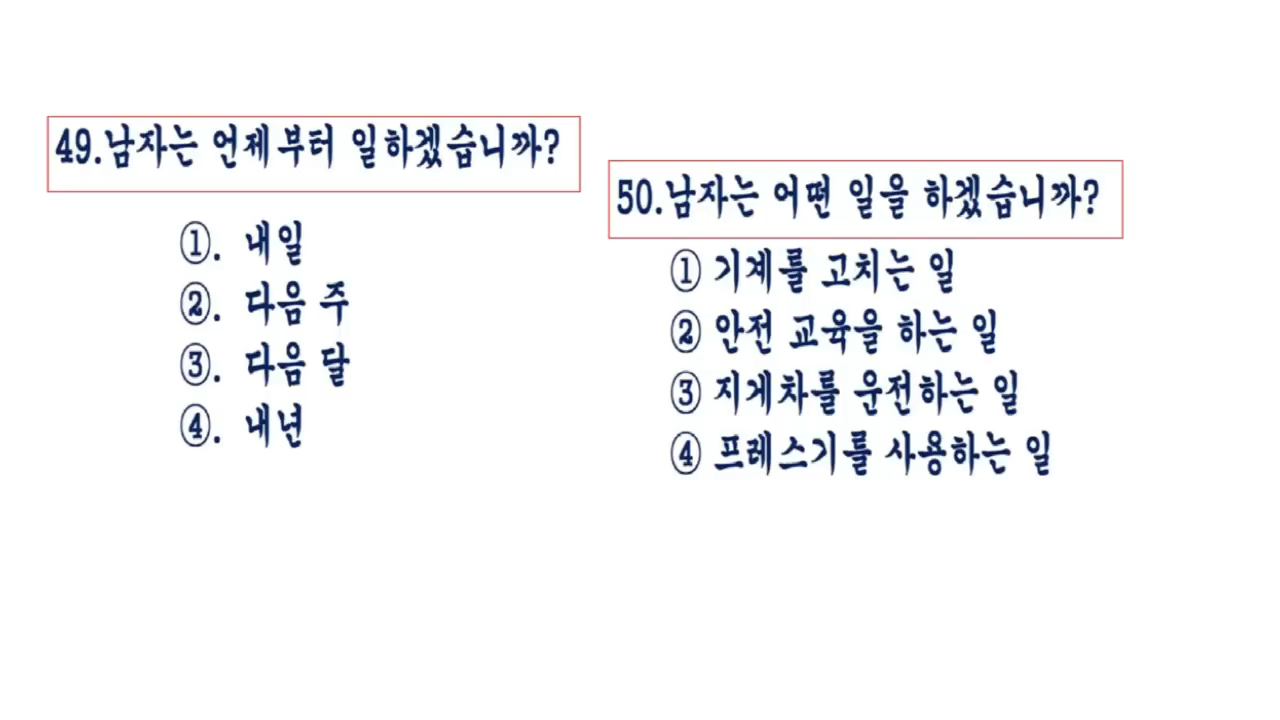 49.남자는 언제부터 일하겠습니까?
①. 내일
②. 다음 주
③. 다음 달
④. 내년
50.남자는 어떤 일을 하겠습니까?
① 기계를 고치는 일
② 안전 교육을 하는 일
③ 지게차를 운전하는 일
④ 프레스기를 사용하는 일